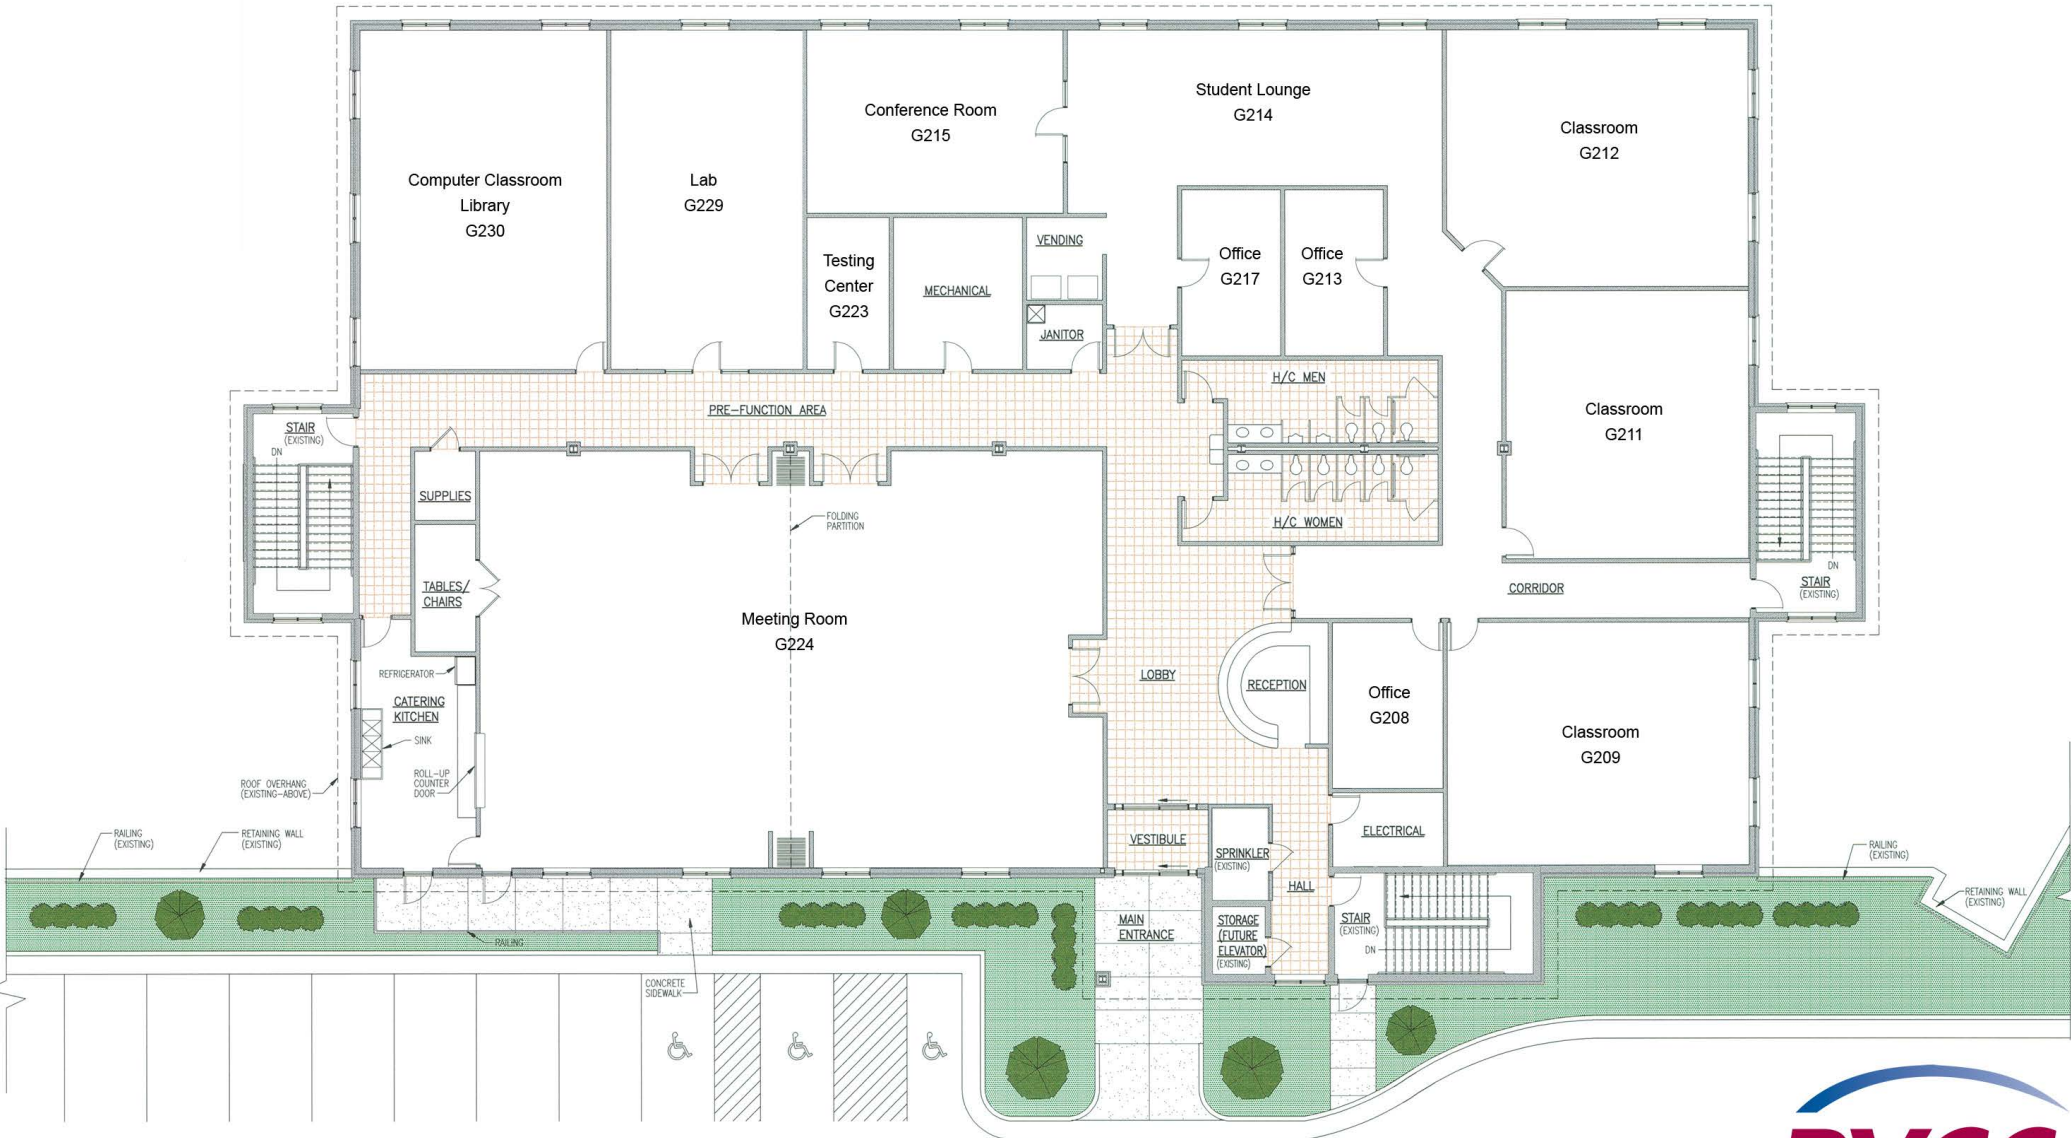 Computer Classroom
Library
G230
Lab
G229
Conference Room
G215
Student Lounge
G214
Classroom
G212
Testing
Center
G223
MECHANICAL
VENDING
JANITOR
Office
G217
Office
G213
H/C MEN
H/C WOMEN
Classroom
G211
PRE-FUNCTION AREA
STAIR
(EXISTING)
DN
SUPPLIES
TABLES/
CHAIRS
FOLDING
PARTITION
Meeting Room
G224
CORRIDOR
DN
STAIR
(EXISTING)
LOBBY
RECEPTION
Office
G208
Classroom
G209
REFRIGERATOR
CATERING
KITCHEN
SINK
ROLL-UP
COUNTER
DOOR
ROOF OVERHANG
(EXISTING-ABOVE)
RAILING
(EXISTING)
RETAINING WALL
(EXISTING)
VESTIBULE
SPRINKLER
(EXISTING)
ELECTRICAL
HALL
RAILING
(EXISTING)
RETAINING WALL
(EXISTING)
MAIN
ENTRANCE
STORAGE
(FUTURE
ELEVATOR)
(EXISTING)
STAIR
(EXISTING)
DN
RAILING
CONCRETE
SIDEWALK